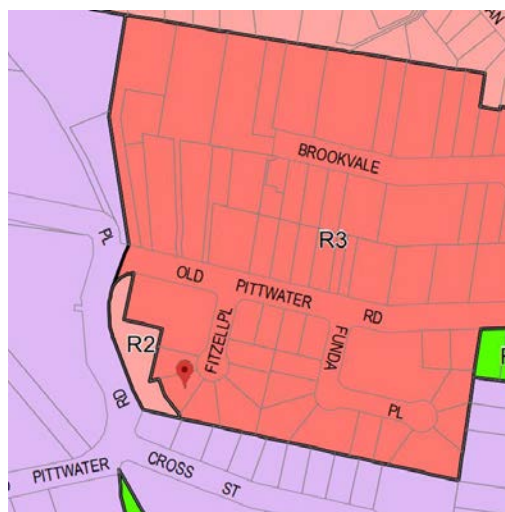 BROOKVALE
R3
PL
OLD PITTWATER RD
R2
FITZELL PL
FUNDA PL
RD
PITTWATER
CROSS ST